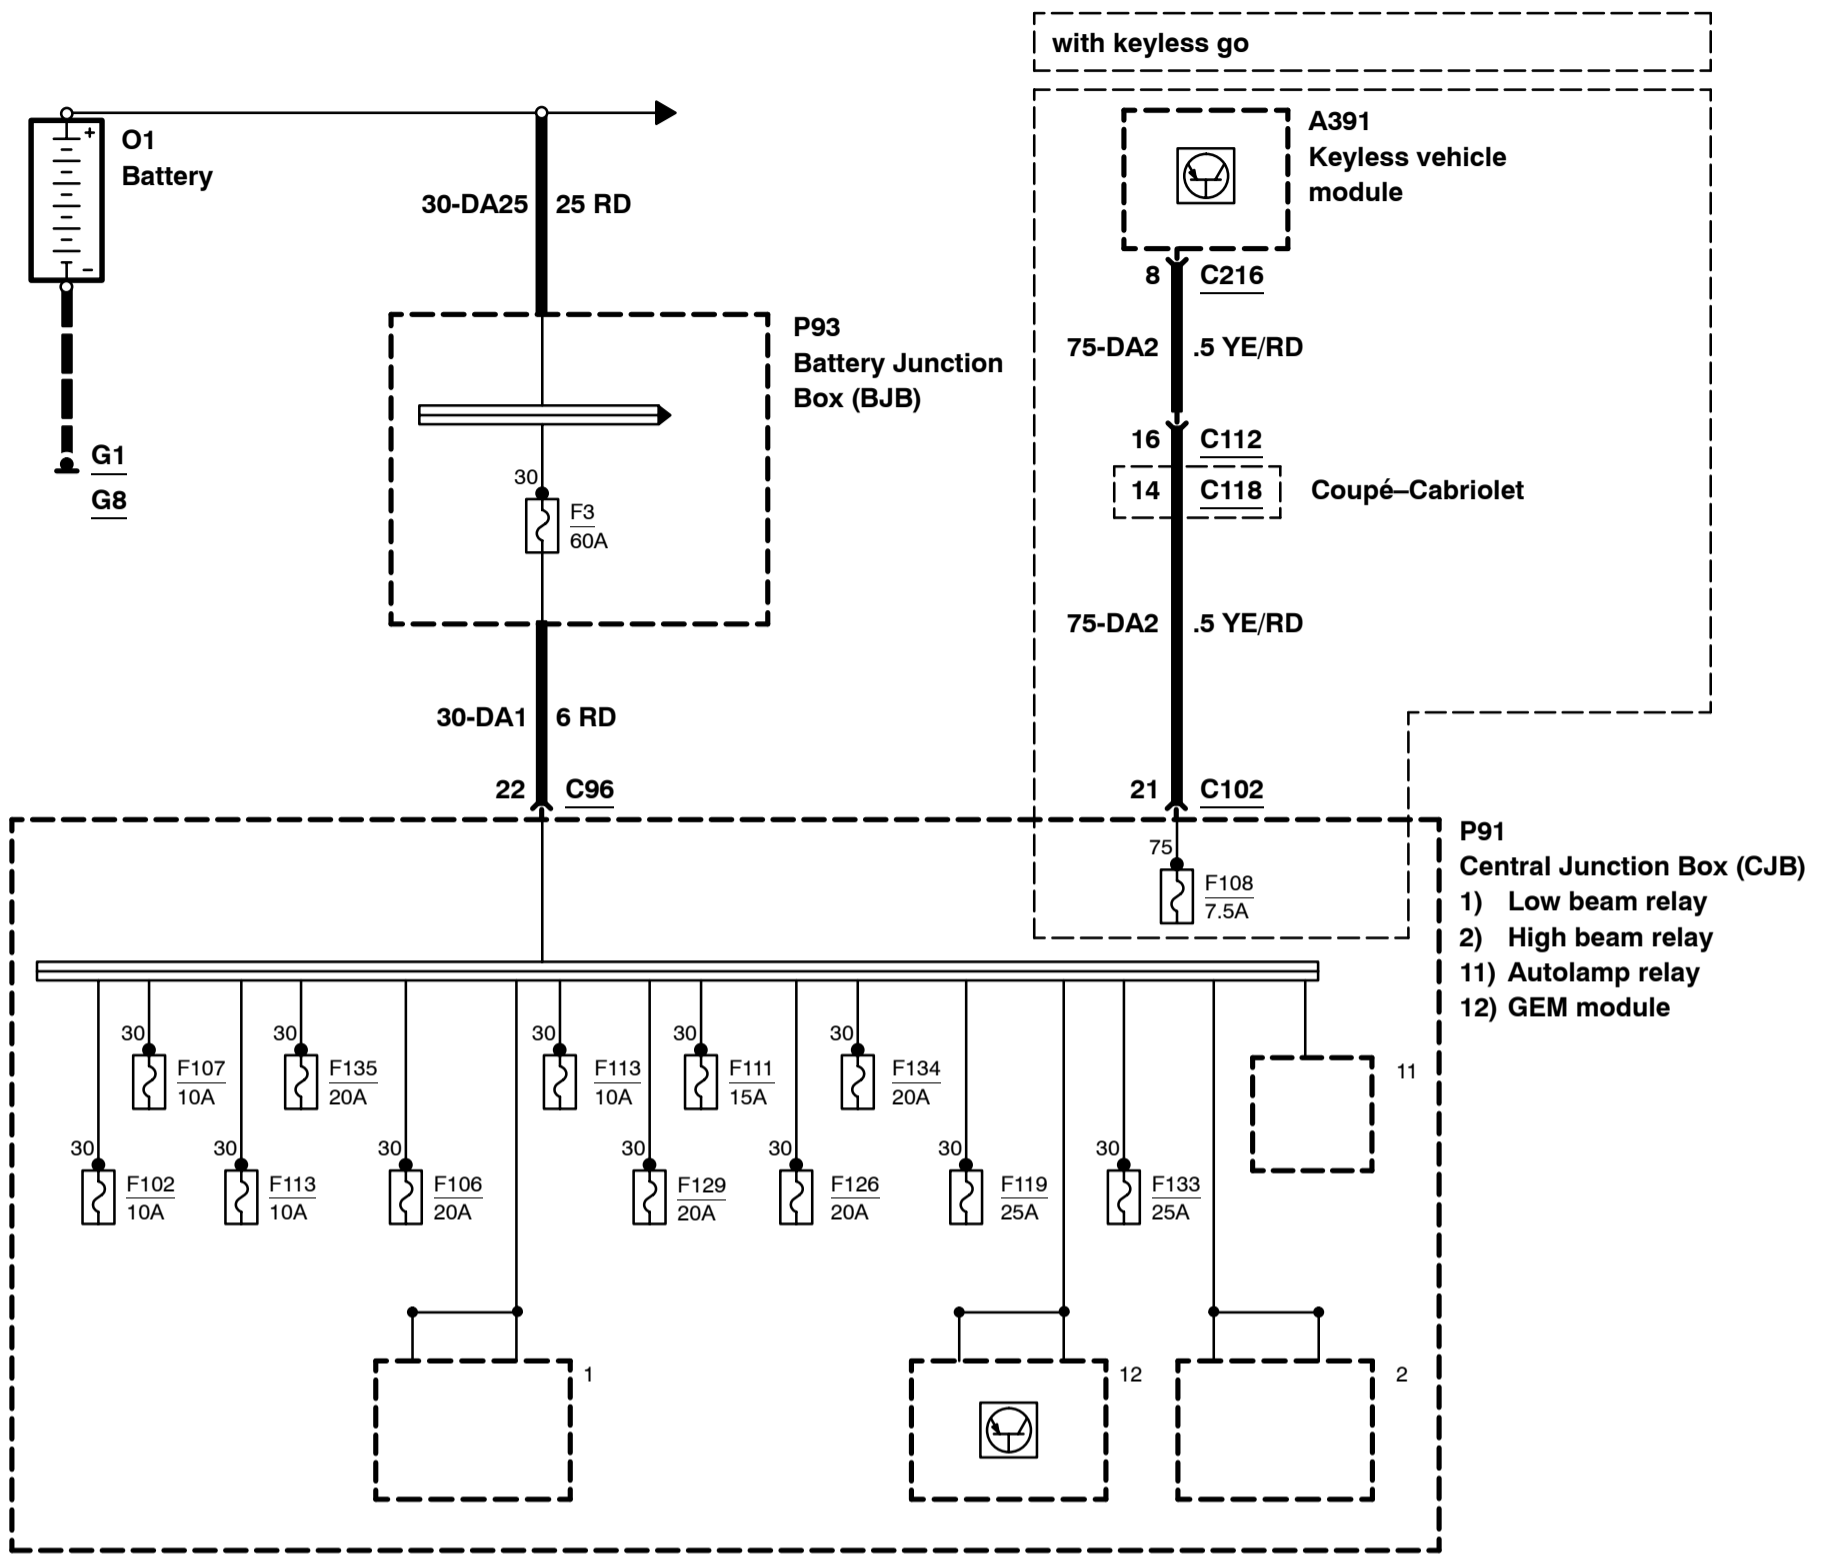 with keyless go
+
O1
Battery
–
G1
G8
30-DA25 25 RD
P93
Battery Junction
Box (BJB)
30
F3
60A
30-DA1 6 RD
22 C96
A391
Keyless vehicle
module
8 C216
75-DA2 .5 YE/RD
16 C112
14 C118 Coupé–Cabriolet
75-DA2 .5 YE/RD
21 C102
75
F108
7.5A
P91
Central Junction Box (CJB)
1) Low beam relay
2) High beam relay
11) Autolamp relay
12) GEM module
30 30 30 30 30
F107 F135 F113 F111 F134
10A 20A 10A 15A 20A
11
30 30 30 30 30 30 30
F102 F113 F106 F129 F126 F119 F133
10A 10A 20A 20A 20A 25A 25A
1 12 2